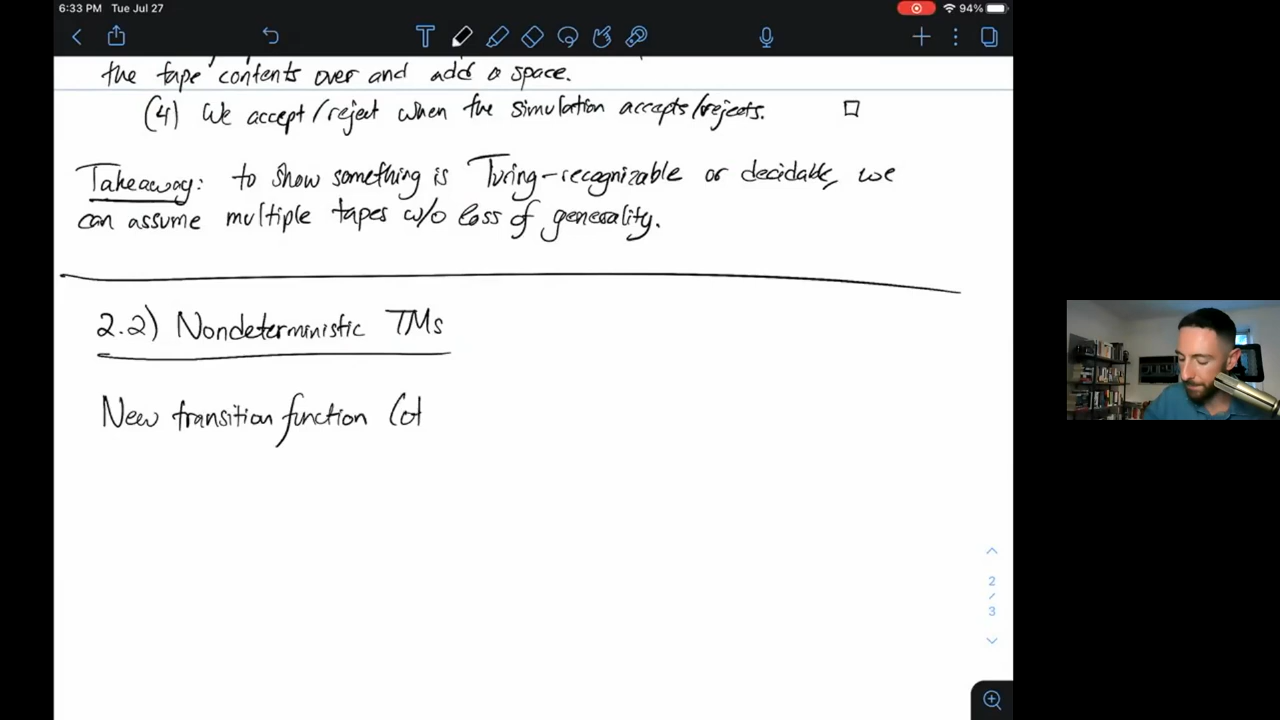 6:33 PM Tue Jul 27
94%
the tape contents over and add a space.
(4) We accept/reject when the simulation accepts/rejects.
Takeaway: to show something is Turing-recognizable or decidable, we
can assume multiple tapes w/o loss of generality.
2.2) Nondeterministic TMs
New transition function (ot
2
/
3